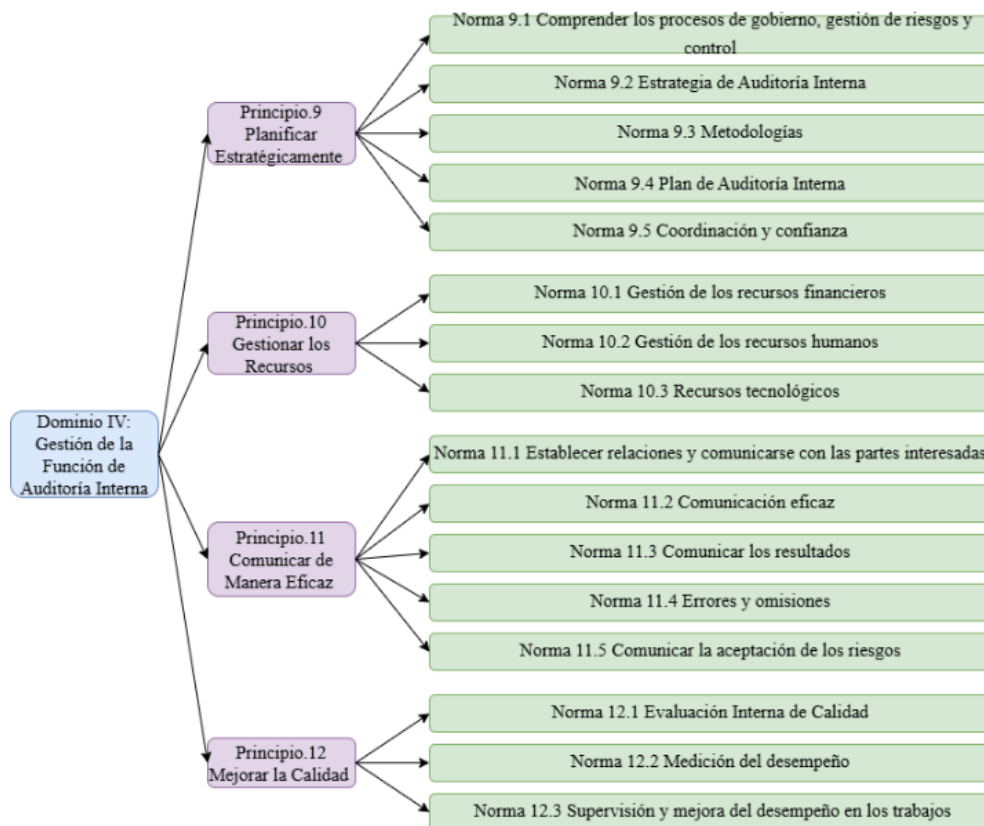 Norma 9.1 Comprender los procesos de gobierno, gestión de riesgos y
control
Norma 9.2 Estrategia de Auditoría Interna
Principio.9
Planificar
Estratégicamente
Norma 9.3 Metodologías
Norma 9.4 Plan de Auditoría Interna
Norma 9.5 Coordinación y confianza
Norma 10.1 Gestión de los recursos financieros
Principio.10
Gestionar los
Recursos
Norma 10.2 Gestión de los recursos humanos
Norma 10.3 Recursos tecnológicos
Dominio IV:
Gestión de la
Función de
Auditoría Interna
Norma 11.1 Establecer relaciones y comunicarse con las partes interesadas
Norma 11.2 Comunicación eficaz
Principio.11
Comunicar de
Manera Eficaz
Norma 11.3 Comunicar los resultados
Norma 11.4 Errores y omisiones
Norma 11.5 Comunicar la aceptación de los riesgos
Norma 12.1 Evaluación Interna de Calidad
Principio.12
Mejorar la Calidad
Norma 12.2 Medición del desempeño
Norma 12.3 Supervisión y mejora del desempeño en los trabajos